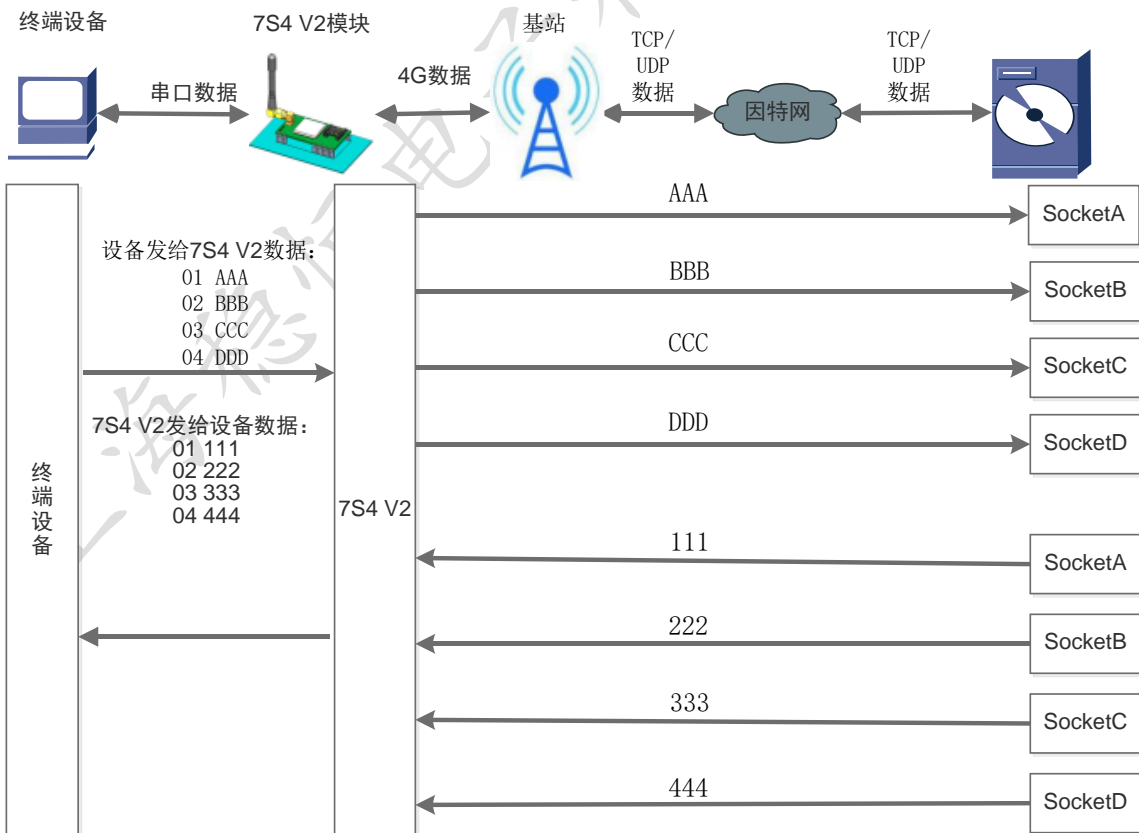 终端设备
7S4 V2模块
基站
串口数据
4G数据
TCP/
UDP
数据
因特网
TCP/
UDP
数据
设备发给7S4 V2数据：
01 AAA
02 BBB
03 CCC
04 DDD
7S4 V2发给设备数据：
01 111
02 222
03 333
04 444
终端设备
7S4 V2
AAA
SocketA
BBB
SocketB
CCC
SocketC
DDD
SocketD
111
SocketA
222
SocketB
333
SocketC
444
SocketD